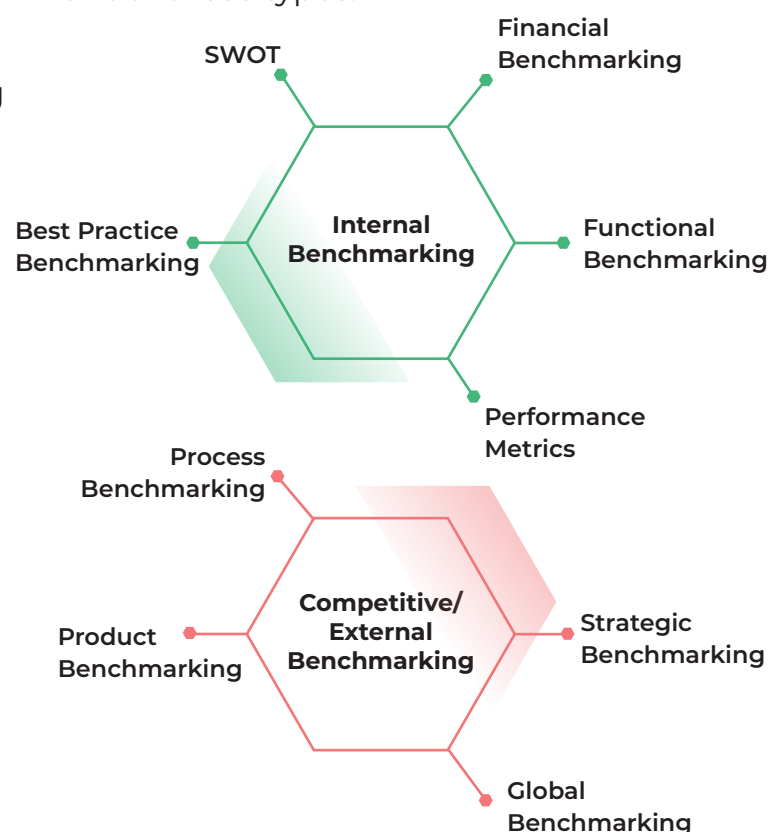 SWOT
Financial
Benchmarking
Best Practice
Benchmarking
Internal
Benchmarking
Functional
Benchmarking
Performance
Metrics
Process
Benchmarking
Competitive/
External
Benchmarking
Product
Benchmarking
Strategic
Benchmarking
Global
Benchmarking